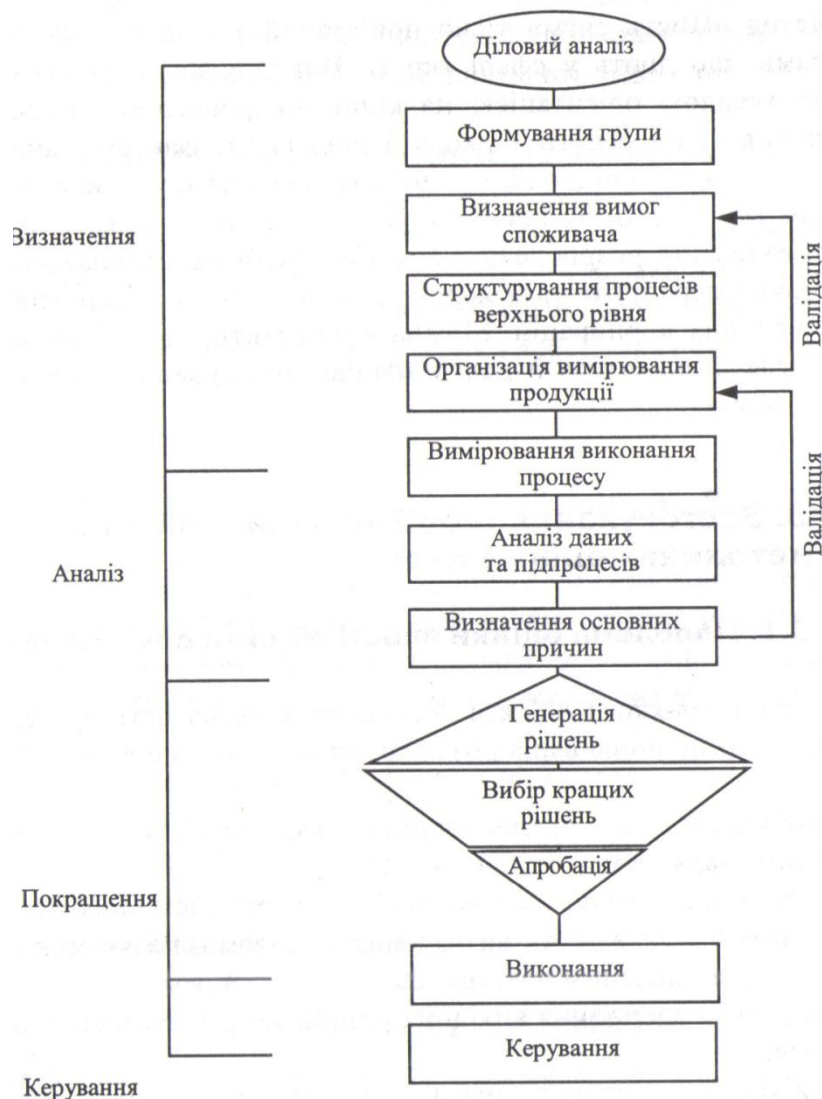 Діловий аналіз
Формування групи
Визначення вимог
споживача
Визначення
Структурування процесів
верхнього рівня
Валідація
Організація вимірювання
продукції
Вимірювання виконання
процесу
Валідація
Аналіз даних
та підпроцесів
Аналіз
Визначення основних
причин
Генерація
рішень
Вибір кращих
рішень
Апробація
Покращення
Виконання
Керування
Керування